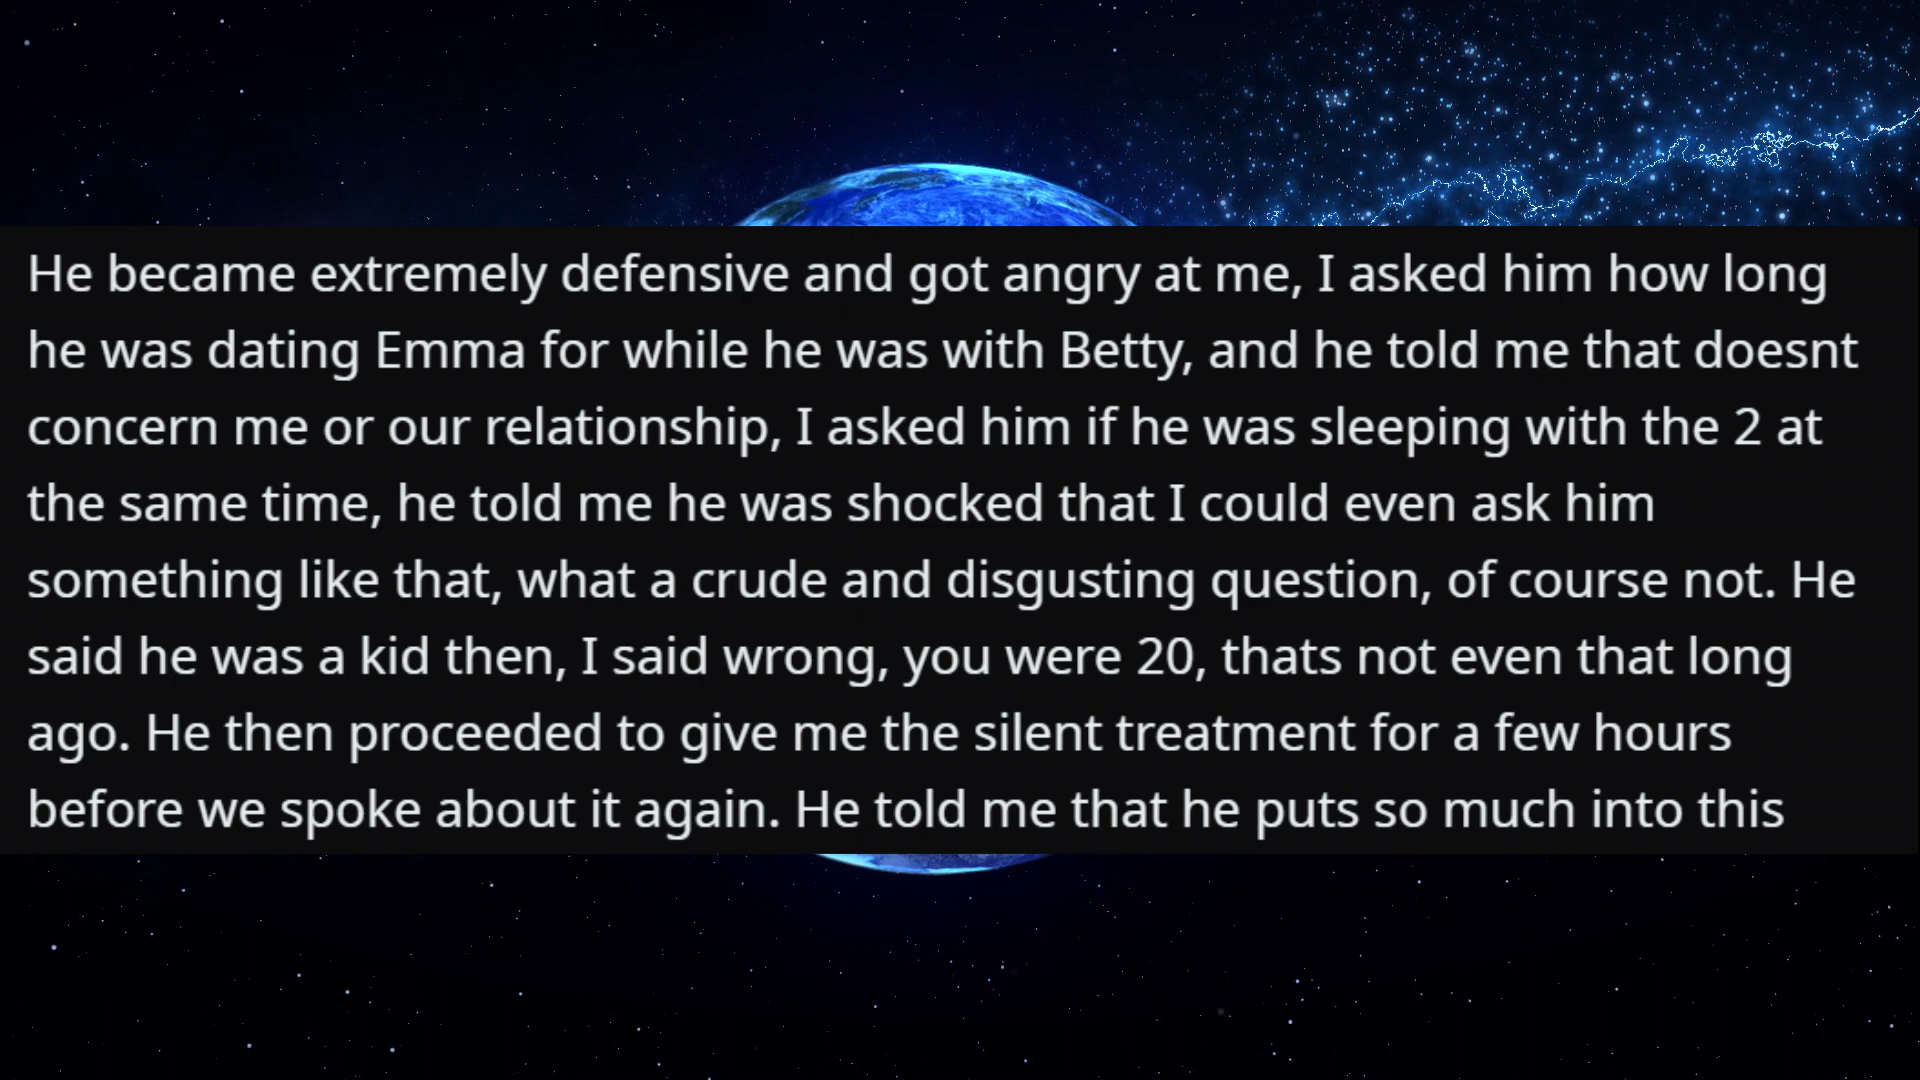 He became extremely defensive and got angry at me, I asked him how long
he was dating Emma for while he was with Betty, and he told me that doesnt
concern me or our relationship, I asked him if he was sleeping with the 2 at
the same time, he told me he was shocked that I could even ask him
something like that, what a crude and disgusting question, of course not. He
said he was a kid then, I said wrong, you were 20, thats not even that long
ago. He then proceeded to give me the silent treatment for a few hours
before we spoke about it again. He told me that he puts so much into this